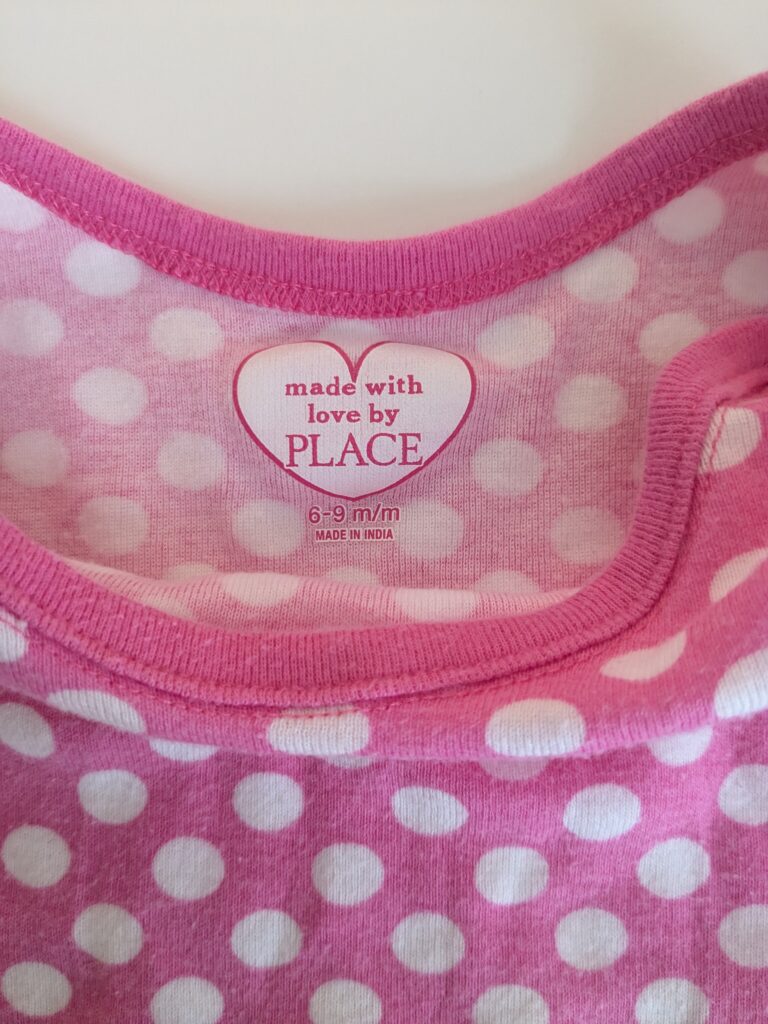 made with
love by
PLACE
6-9 m/m
MADE IN INDIA